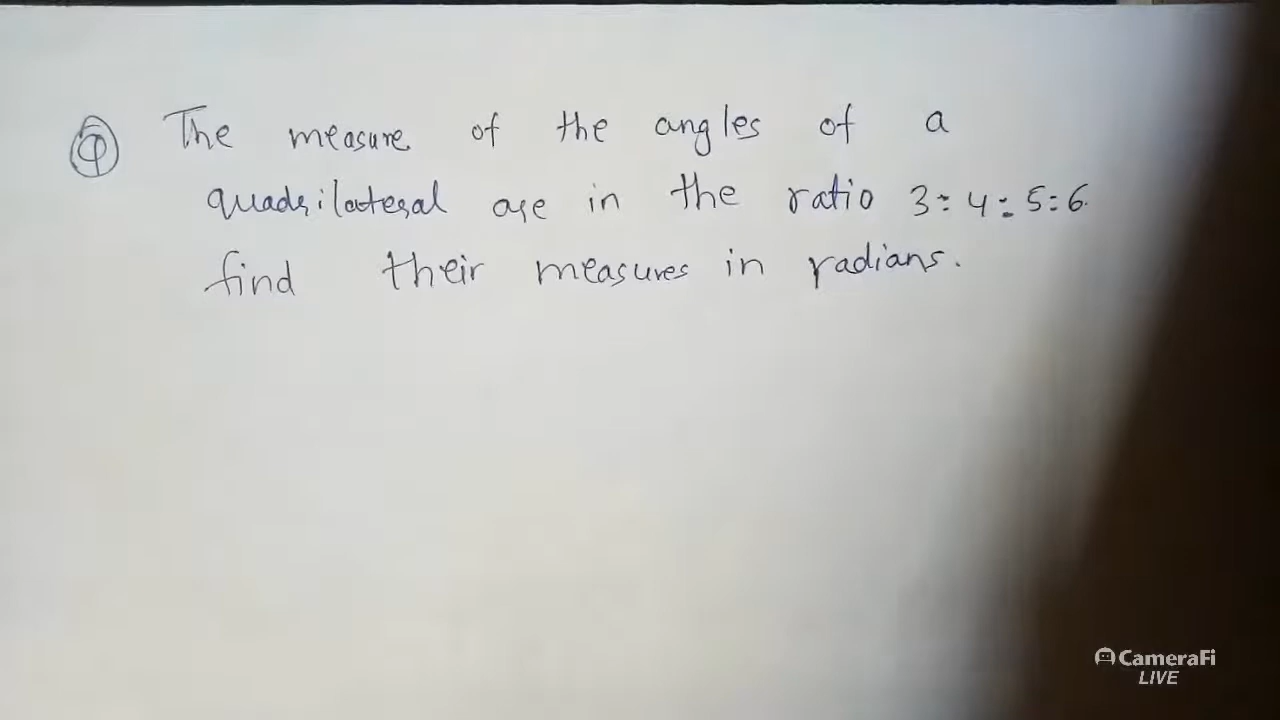 Q The measure of the angles of a
quadrilateral are in the ratio 3:4:5:6.
find their measures in radians.
CameraFi
LIVE